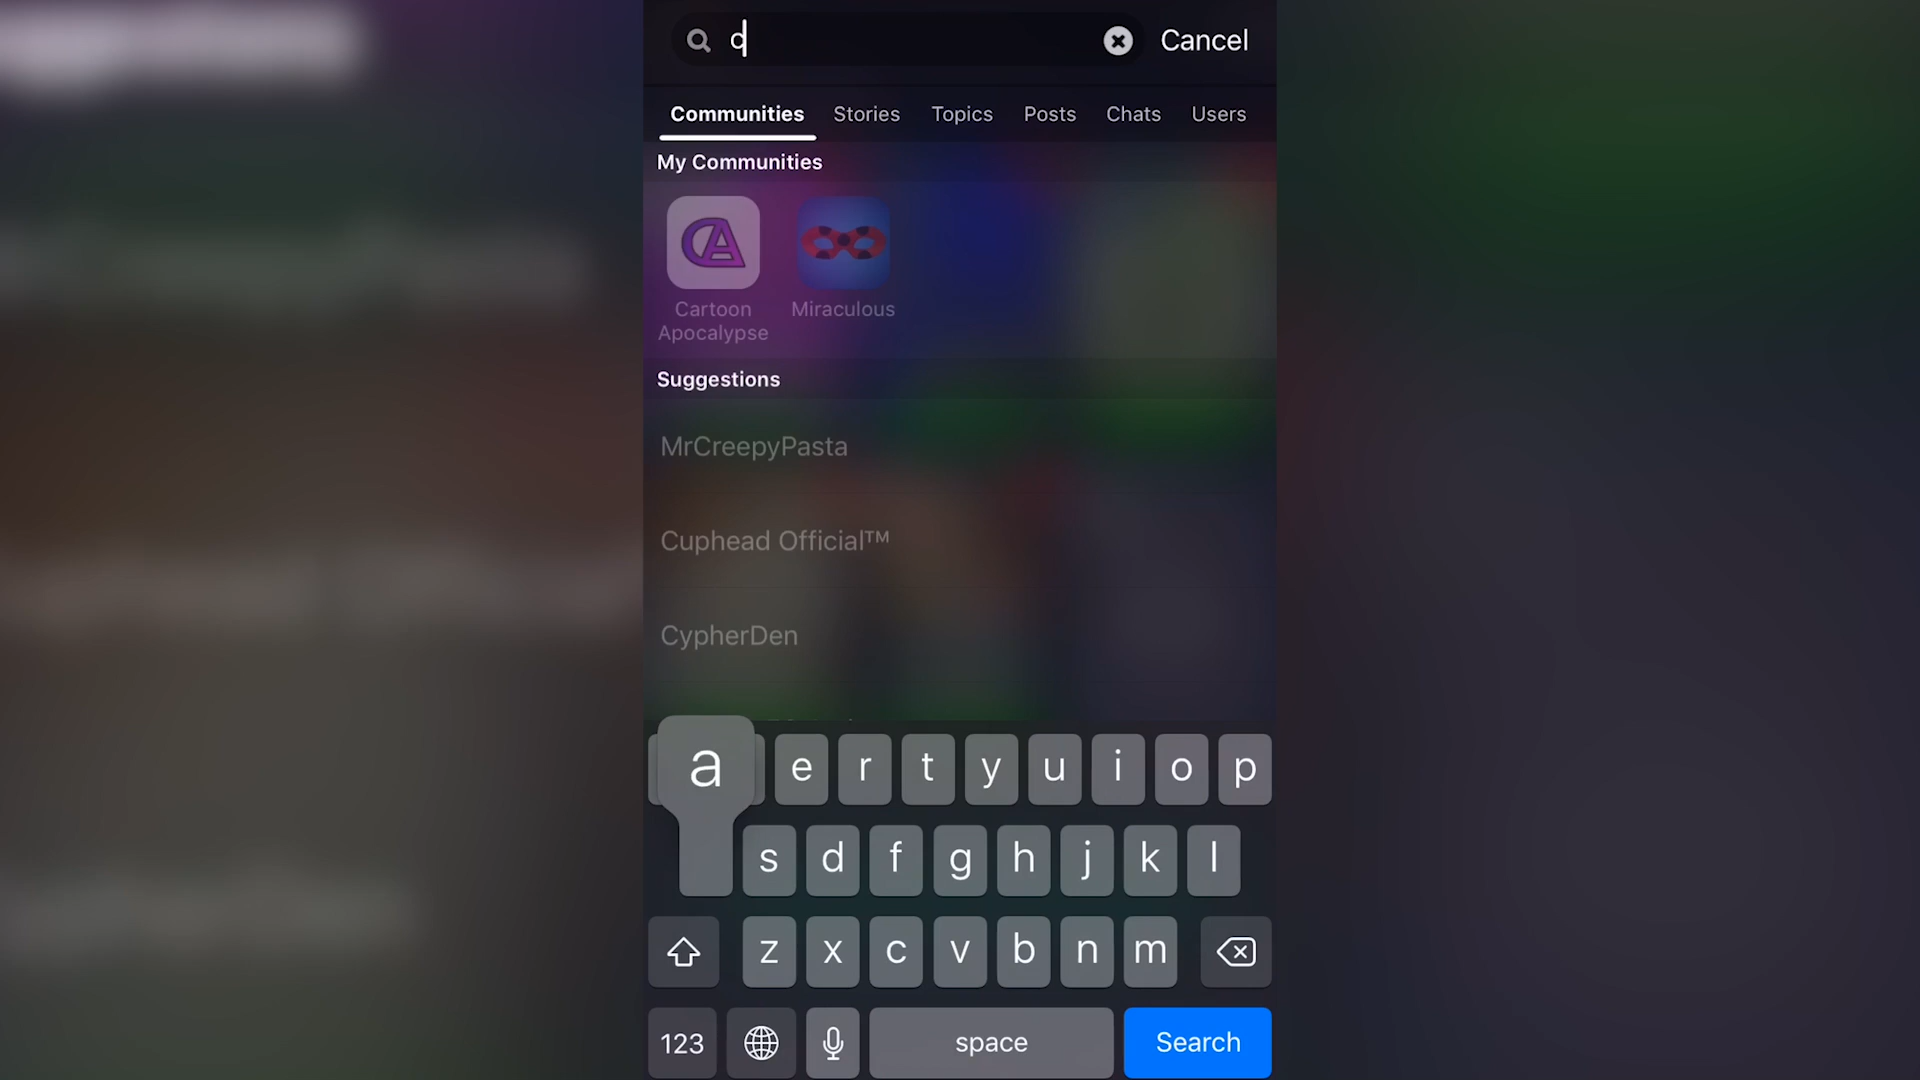 c
Cancel
Communities Stories Topics Posts Chats Users
My Communities
CA
Cartoon
Apocalypse
Miraculous
Suggestions
MrCreepyPasta
Cuphead Official™
CypherDen
a e r t y u i o p
s d f g h j k l
z x c v b n m
123 space Search